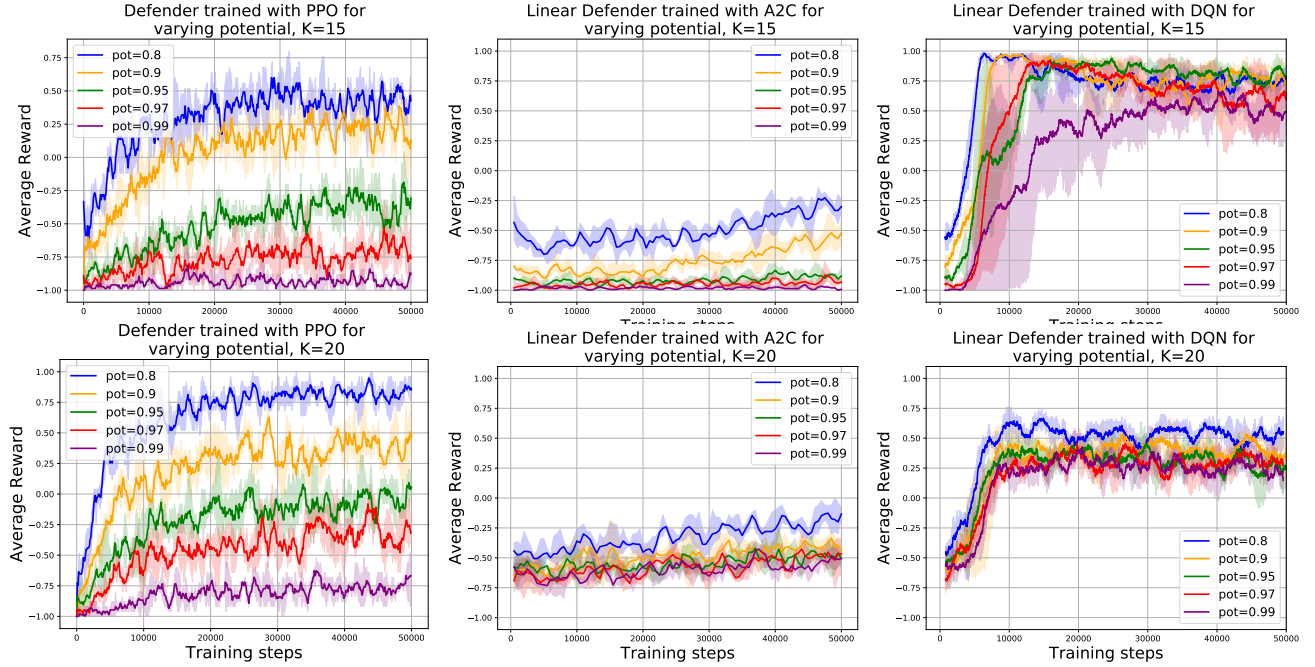 Defender trained with PPO for
varying potential, K=15
Average Reward
0.75
0.50
0.25
0.00
−0.25
−0.50
−0.75
−1.00
pot=0.8
pot=0.9
pot=0.95
pot=0.97
pot=0.99
0
10000
20000
30000
40000
50000
Linear Defender trained with A2C for
varying potential, K=15
Average Reward
1.00
0.75
0.50
0.25
0.00
−0.25
−0.50
−0.75
−1.00
pot=0.8
pot=0.9
pot=0.95
pot=0.97
pot=0.99
0
10000
20000
30000
40000
50000
Training steps
Linear Defender trained with DQN for
varying potential, K=15
Average Reward
1.00
0.75
0.50
0.25
0.00
−0.25
−0.50
−0.75
−1.00
pot=0.8
pot=0.9
pot=0.95
pot=0.97
pot=0.99
0
10000
20000
30000
40000
50000
Training steps
Defender trained with PPO for
varying potential, K=20
Average Reward
1.00
0.75
0.50
0.25
0.00
−0.25
−0.50
−0.75
−1.00
pot=0.8
pot=0.9
pot=0.95
pot=0.97
pot=0.99
0
10000
20000
30000
40000
50000
Training steps
Linear Defender trained with A2C for
varying potential, K=20
Average Reward
1.00
0.75
0.50
0.25
0.00
−0.25
−0.50
−0.75
−1.00
pot=0.8
pot=0.9
pot=0.95
pot=0.97
pot=0.99
0
10000
20000
30000
40000
50000
Training steps
Linear Defender trained with DQN for
varying potential, K=20
Average Reward
1.00
0.75
0.50
0.25
0.00
−0.25
−0.50
−0.75
−1.00
pot=0.8
pot=0.9
pot=0.95
pot=0.97
pot=0.99
0
10000
20000
30000
40000
50000
Training steps